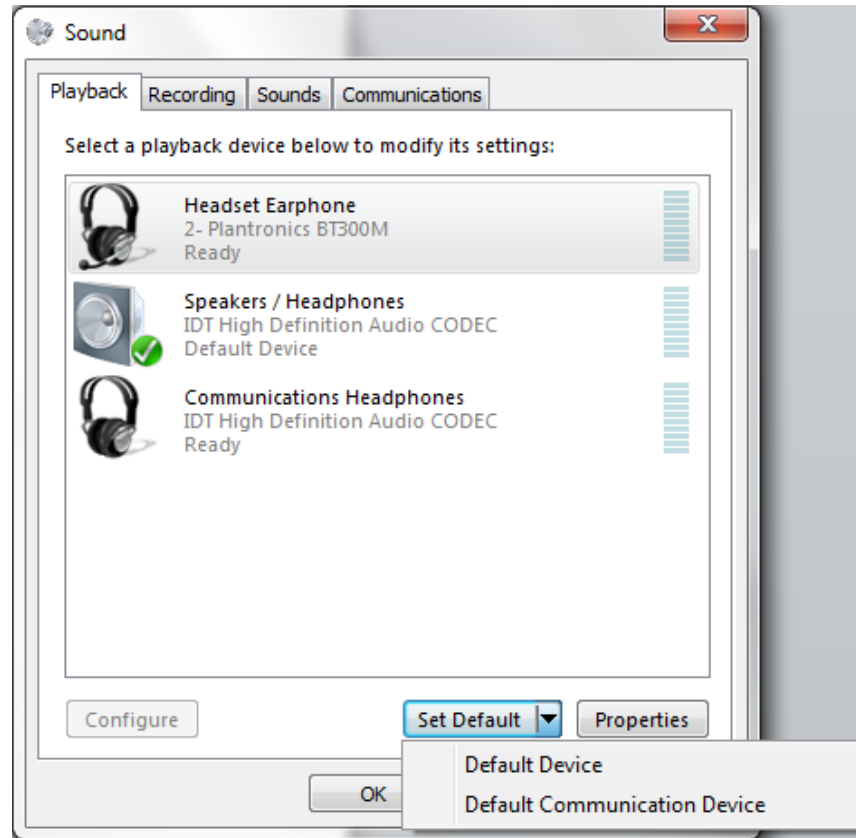 Sound
Playback Recording Sounds Communications
Select a playback device below to modify its settings:
Headset Earphone
2- Plantronics BT300M
Ready
Speakers / Headphones
IDT High Definition Audio CODEC
Default Device
Communications Headphones
IDT High Definition Audio CODEC
Ready
Configure Set Default Properties
Default Device
OK
Default Communication Device